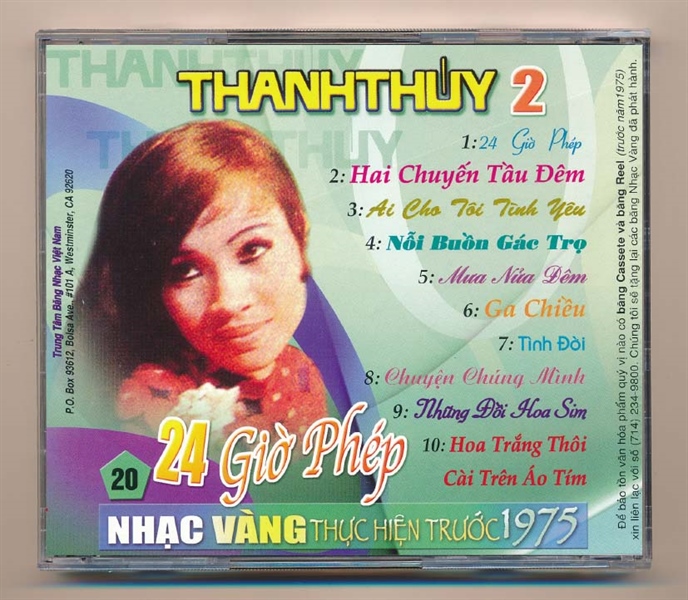 THANHTHUY
THANHTHUY
THANHTHÚY 2
1: 24 Giờ Phép
2: Hai Chuyến Tầu Đêm
3: Ai Cho Tôi Tình Yêu
4: Nỗi Buồn Gác Trọ
5: Mưa Nửa Đêm
6: Ga Chiều
7: Tình Đời
8: Chuyện Chúng Mình
9: Những Đồi Hoa Sim
10: Hoa Trắng Thôi
Cài Trên Áo Tím
24 Giờ Phép
20
NHẠC VÀNG THỰC HIỆN TRƯỚC 1975
Trung Tâm Băng Nhạc Việt Nam
P.O. Box 93612, Bolsa Ave., #101 A, Westminster, CA 92620
Để bảo tồn văn hóa phẩm quý vị nào có băng Cassete và băng Reel (trước năm 1975)
xin liên lạc với số (714) 234-9800. Chúng tôi sẽ tặng lại các băng Nhạc Vàng đã phát hành.